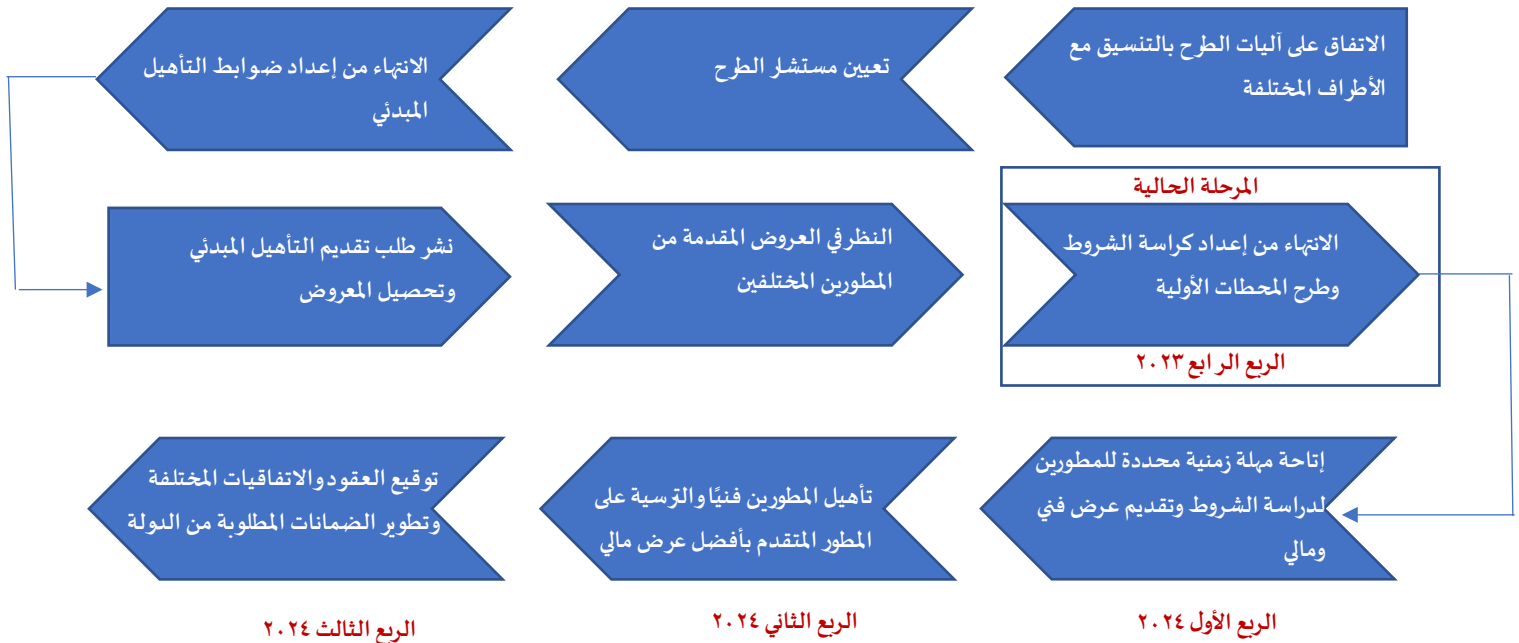 الاتفاق على آليات الطرح بالتنسيق مع
الأطراف المختلفة
تعيين مستشار الطرح
الانتهاء من إعداد ضوابط التأهيل
المبدئي
نشر طلب تقديم التأهيل المبدئي
وتحصيل المعروض
النظر في العروض المقدمة من
المطورين المختلفين
المرحلة الحالية
الانتهاء من إعداد كراسة الشروط
وطرح المحطات الأولية
الربع الرابع ٢٠٢٣
إتاحة مهلة زمنية محددة للمطورين
لدراسة الشروط وتقديم عرض فني
ومالي
الربع الأول ٢٠٢٤
تأهيل المطورين فنيًا والترسية على
المطور المتقدم بأفضل عرض مالي
الربع الثاني ٢٠٢٤
توقيع العقود والاتفاقيات المختلفة
وتطوير الضمانات المطلوبة من الدولة
الربع الثالث ٢٠٢٤